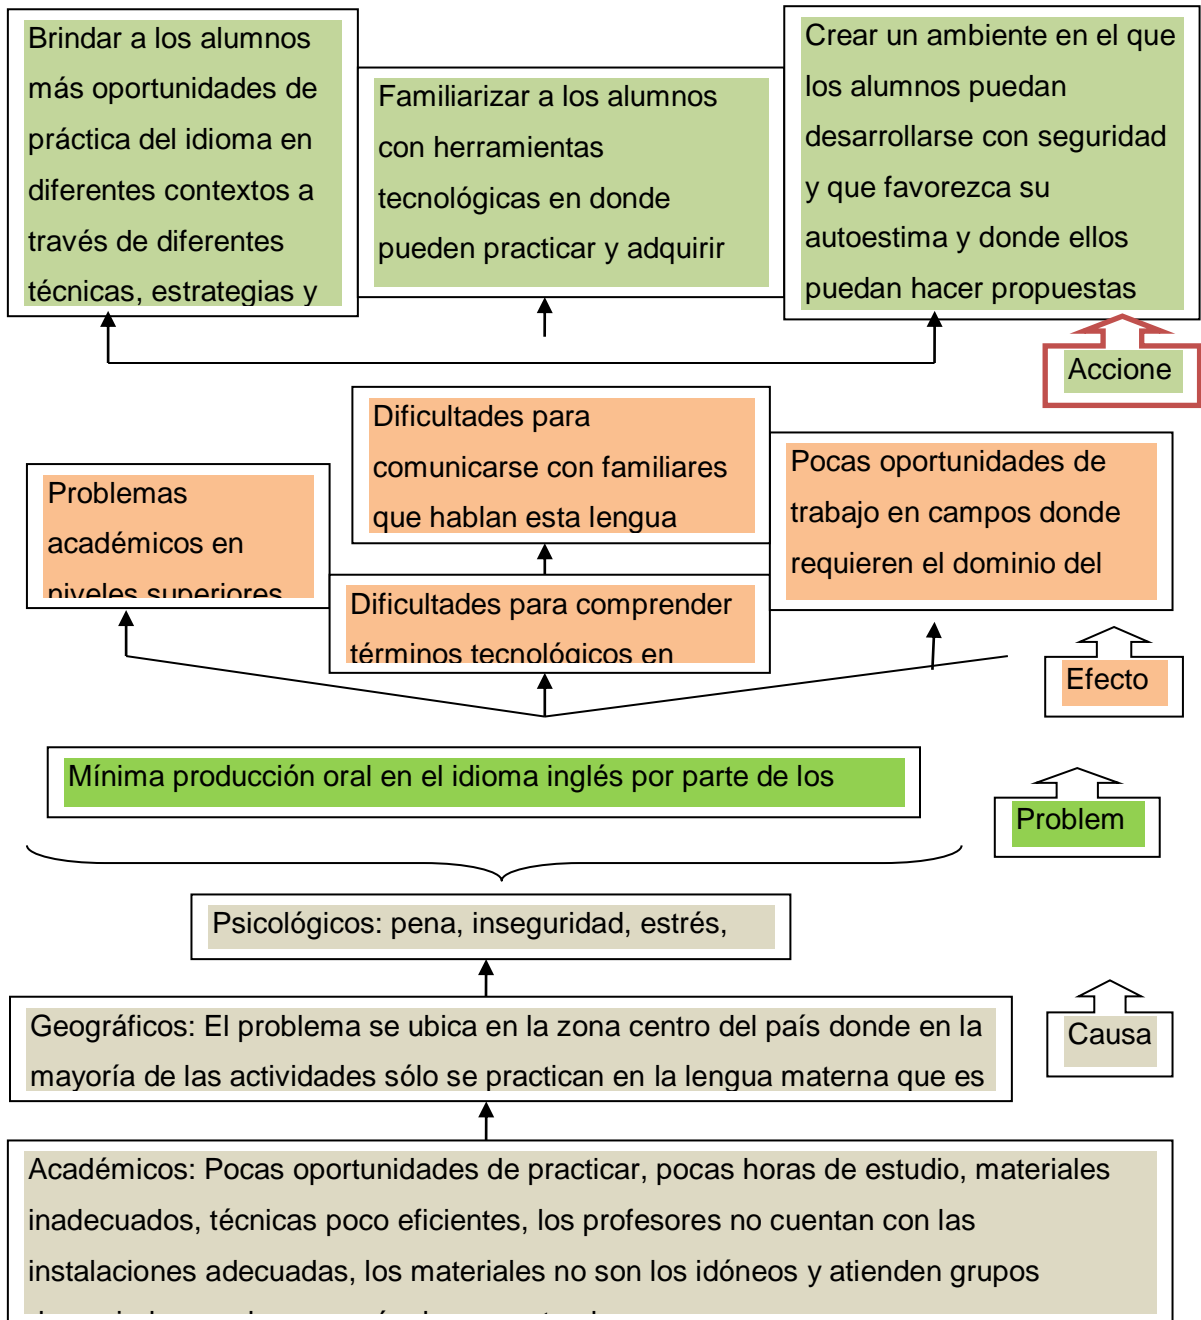 Brindar a los alumnos
más oportunidades de
práctica del idioma en
diferentes contextos a
través de diferentes
técnicas, estrategias y
Familiarizar a los alumnos
con herramientas
tecnológicas en donde
pueden practicar y adquirir
Crear un ambiente en el que
los alumnos puedan
desarrollarse con seguridad
y que favorezca su
autoestima y donde ellos
puedan hacer propuestas
Accione
Dificultades para
comunicarse con familiares
que hablan esta lengua
Problemas
académicos en
niveles superiores
Pocas oportunidades de
trabajo en campos donde
requieren el dominio del
Dificultades para comprender
términos tecnológicos en
Efecto
Mínima producción oral en el idioma inglés por parte de los
Problem
Psicológicos: pena, inseguridad, estrés,
Geográficos: El problema se ubica en la zona centro del país donde en la
mayoría de las actividades sólo se practican en la lengua materna que es
Causa
Académicos: Pocas oportunidades de practicar, pocas horas de estudio, materiales
inadecuados, técnicas poco eficientes, los profesores no cuentan con las
instalaciones adecuadas, los materiales no son los idóneos y atienden grupos